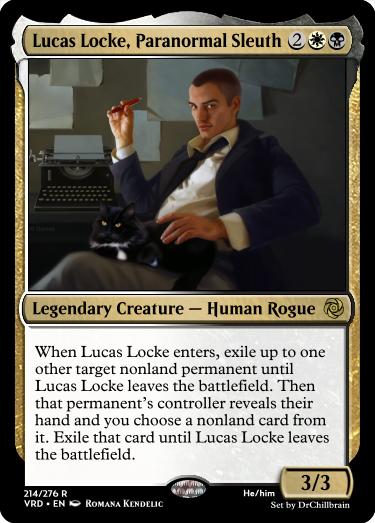 Lucas Locke, Paranormal Sleuth 2
Legendary Creature — Human Rogue
When Lucas Locke enters, exile up to one
other target nonland permanent until
Lucas Locke leaves the battlefield. Then
that permanent's controller reveals their
hand and you choose a nonland card from
it. Exile that card until Lucas Locke leaves
the battlefield.
3/3
214/276 R
VRD • EN Romana Kendelic
He/him
Set by DrChillbrain